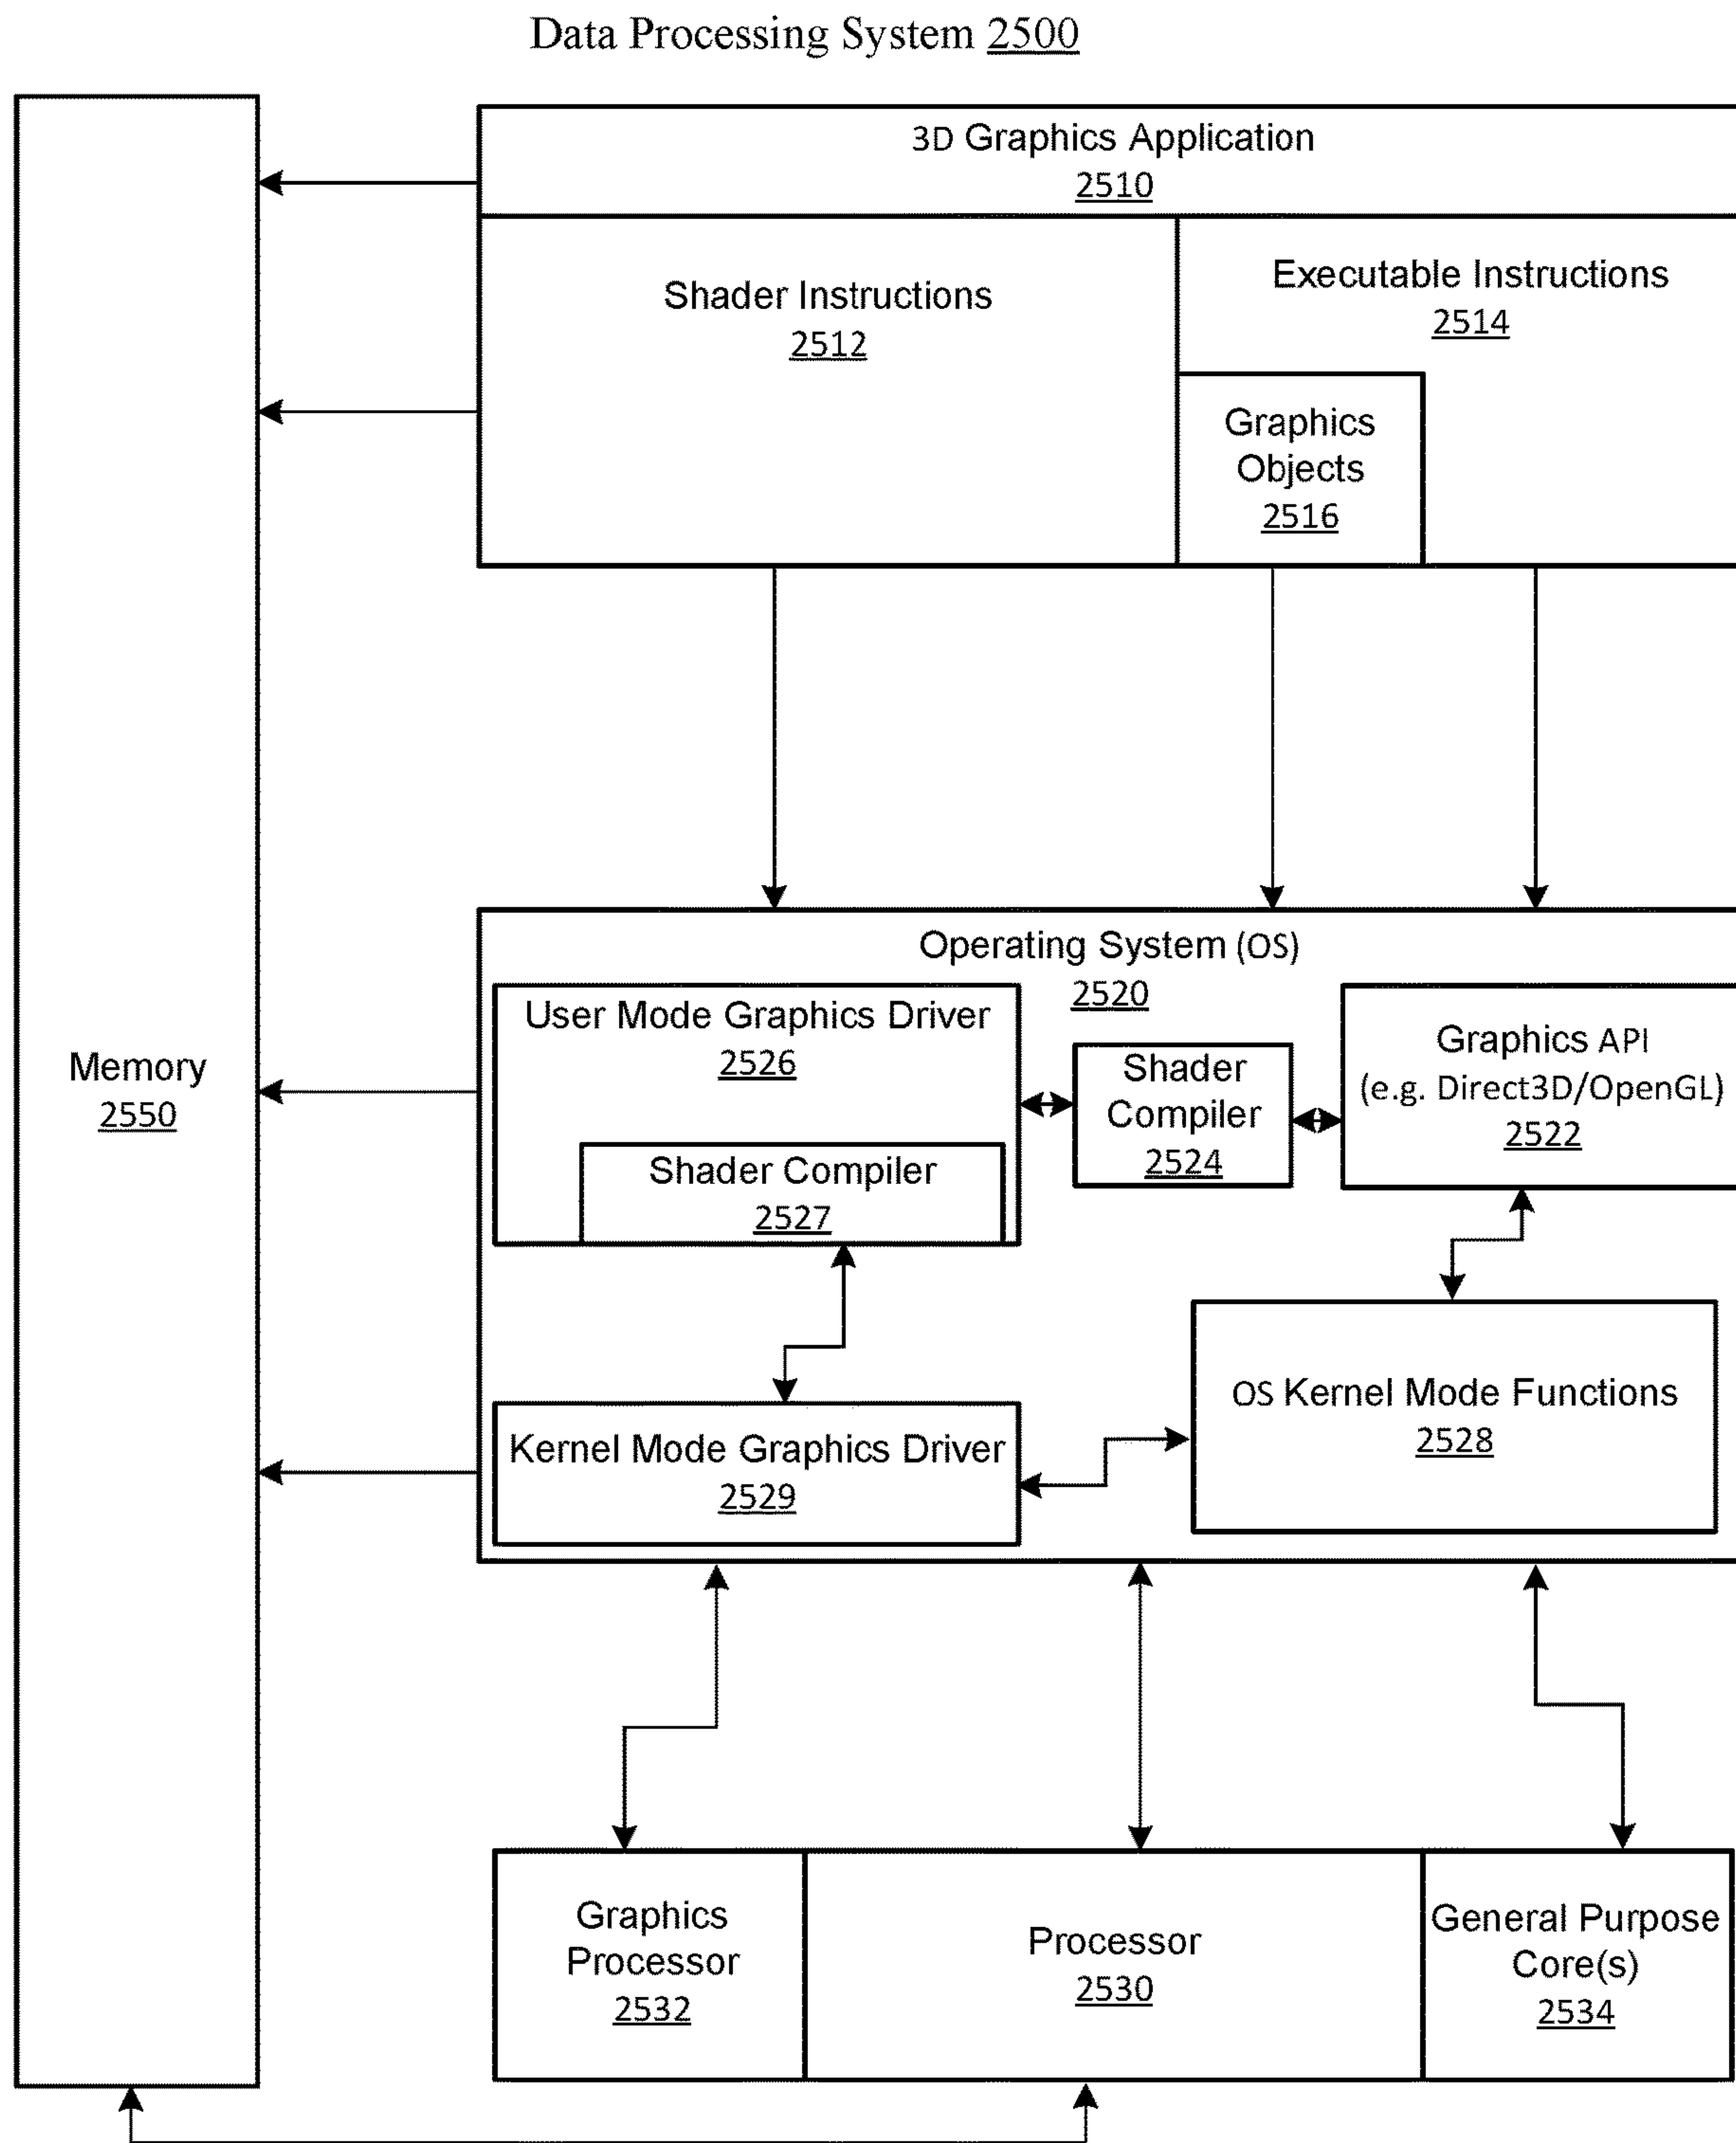 Data Processing System 2500
3D Graphics Application
2510
Shader Instructions
2512
Executable Instructions
2514
Graphics
Objects
2516
Operating System (OS)
2520
User Mode Graphics Driver
2526
Shader Compiler
2527
Shader
Compiler
2524
Graphics API
(e.g. Direct3D/OpenGL)
2522
Memory
2550
OS Kernel Mode Functions
2528
Kernel Mode Graphics Driver
2529
Graphics
Processor
2532
Processor
2530
General Purpose
Core(s)
2534